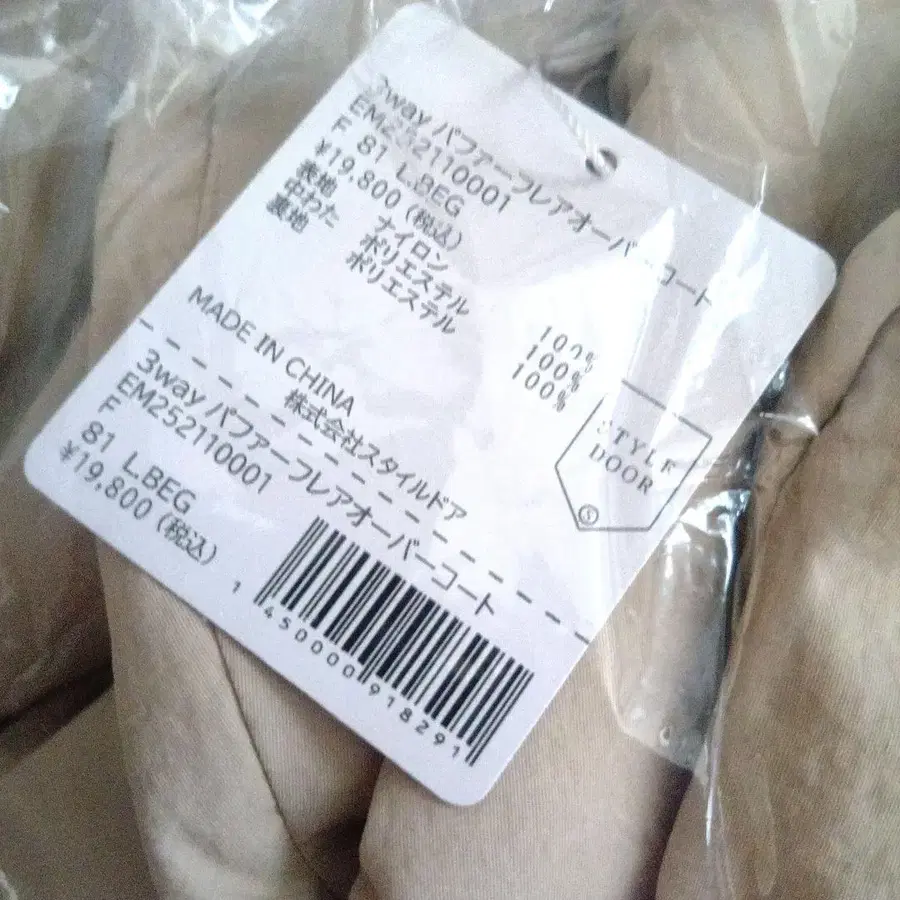 3way パファーフレアオーバーコート
EM252110001
F 81 L.BEG
¥19,800 (税込)
表地 ナイロン 100%
中わた ポリエステル 100%
裏地 ポリエステル 100%
MADE IN CHINA
株式会社スタイルドア
STYLE
DOOR
S
3way パファーフレアオーバーコート
EM252110001
F
81 L.BEG
¥19,800 (税込)
1 450000 918291